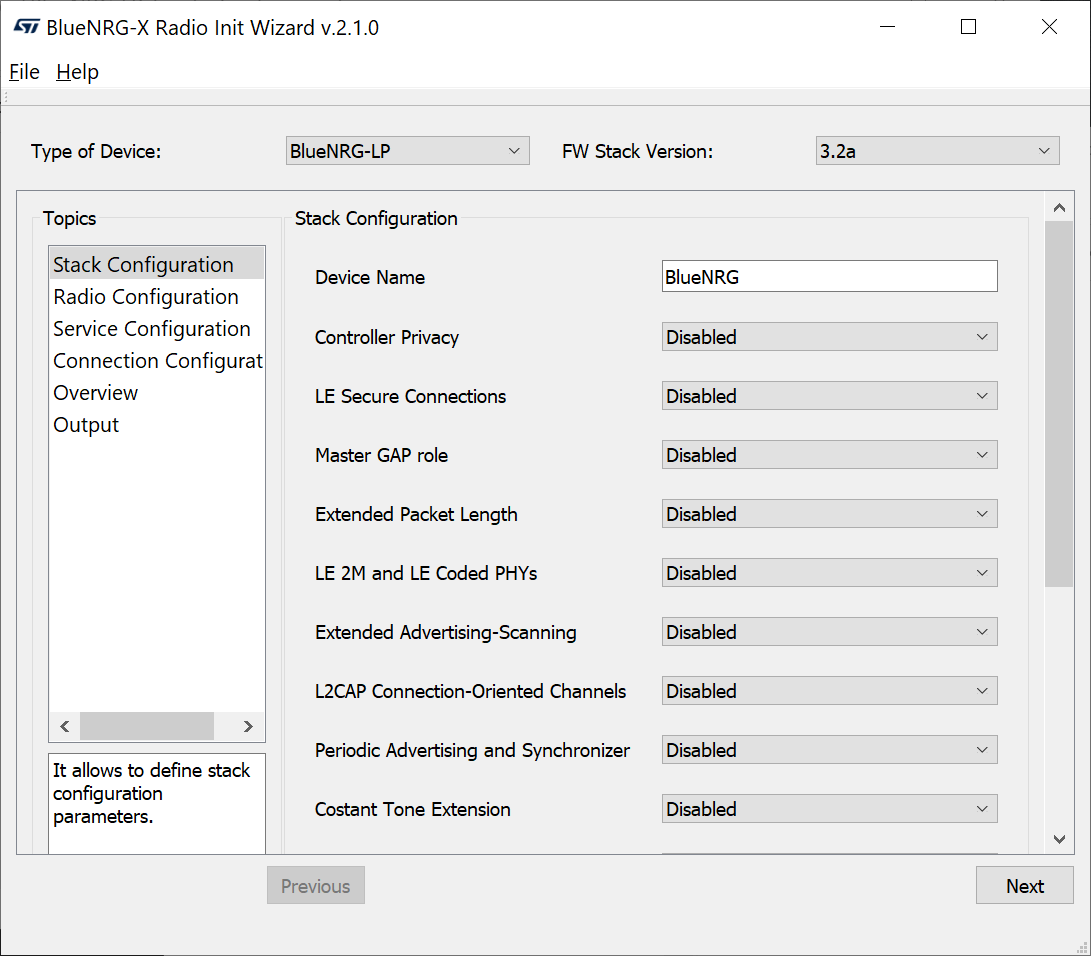 BlueNRG-X Radio Init Wizard v.2.1.0
File Help
Type of Device: BlueNRG-LP FW Stack Version: 3.2a
Topics
Stack Configuration
Radio Configuration
Service Configuration
Connection Configurat
Overview
Output
It allows to define stack
configuration
parameters.
Stack Configuration
Device Name BlueNRG
Controller Privacy Disabled
LE Secure Connections Disabled
Master GAP role Disabled
Extended Packet Length Disabled
LE 2M and LE Coded PHYs Disabled
Extended Advertising-Scanning Disabled
L2CAP Connection-Oriented Channels Disabled
Periodic Advertising and Synchronizer Disabled
Costant Tone Extension Disabled
Previous Next